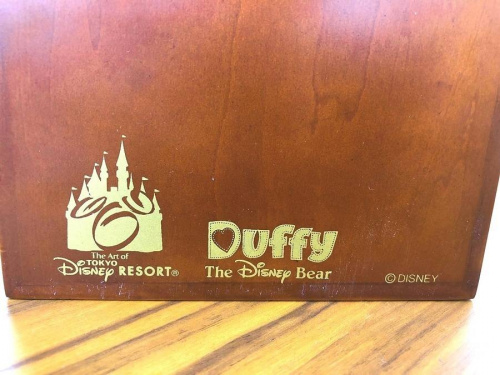 The Art of
TOKYO
Disney RESORT®
Duffy
The Disney Bear
© DISNEY